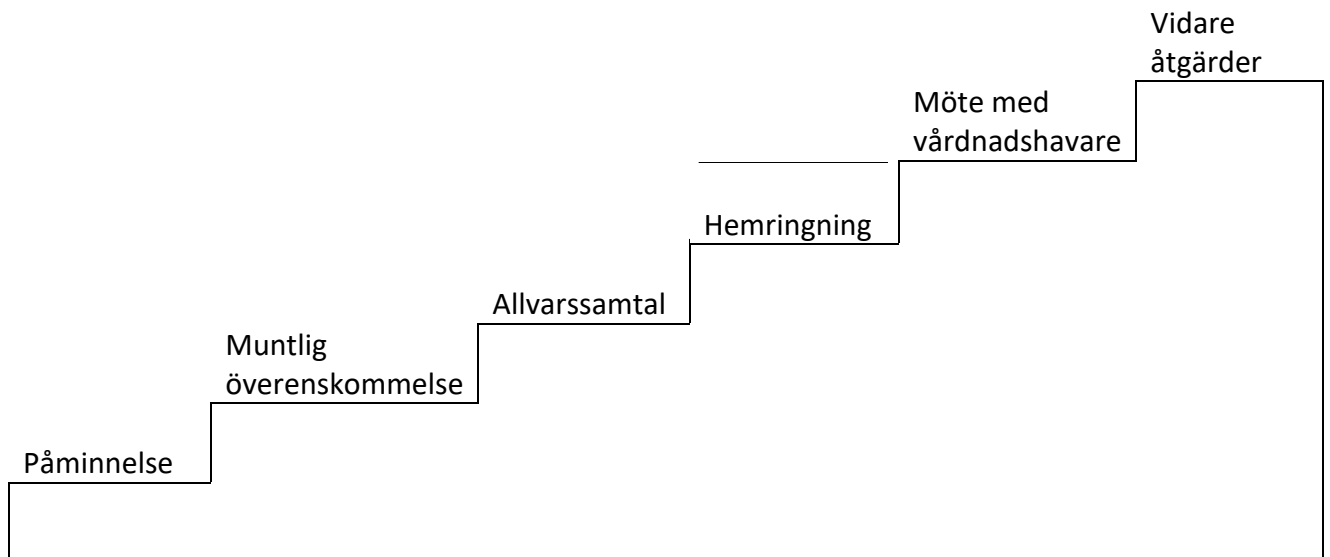 Vidare
åtgärder
Möte med
vårdnadshavare
Hemringning
Allvarssamtal
Muntlig
överenskommelse
Påminnelse